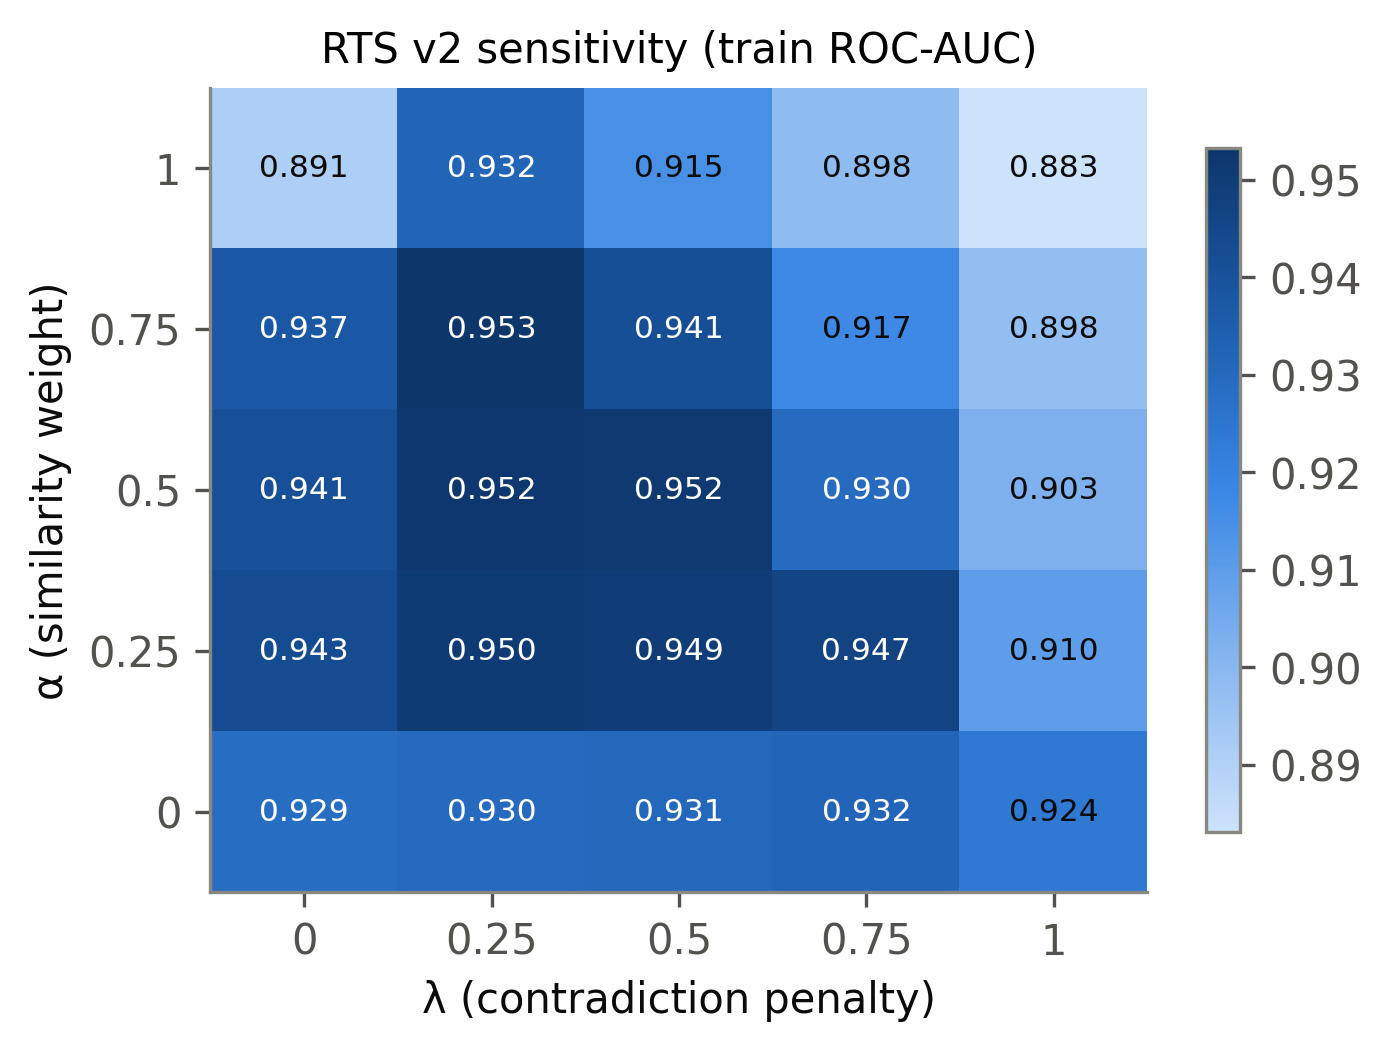 RTS v2 sensitivity (train ROC-AUC)
α (similarity weight)
1 0.891 0.932 0.915 0.898 0.883
0.75 0.937 0.953 0.941 0.917 0.898
0.5 0.941 0.952 0.952 0.930 0.903
0.25 0.943 0.950 0.949 0.947 0.910
0 0.929 0.930 0.931 0.932 0.924
0 0.25 0.5 0.75 1
λ (contradiction penalty)
0.95
0.94
0.93
0.92
0.91
0.90
0.89